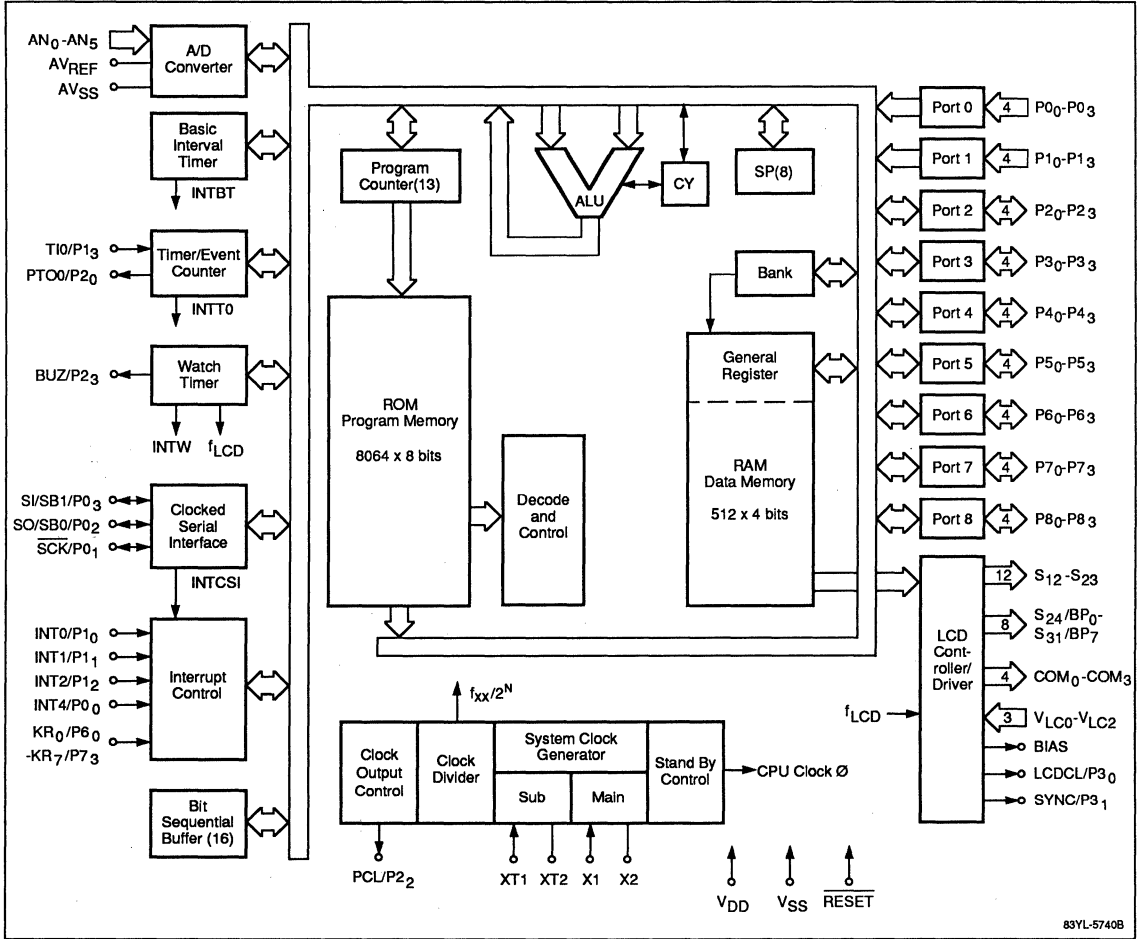 AN0-AN5
AVREF
AVSS
A/D
Converter
Basic
Interval
Timer
INTBT
TI0/P13
PTO0/P20
Timer/Event
Counter
INTT0
BUZ/P23
Watch
Timer
INTW
fLCD
SI/SB1/P03
SO/SB0/P02
SCK/P01
Clocked
Serial
Interface
INTCSI
INT0/P10
INT1/P11
INT2/P12
INT4/P00
KR0/P60
-KR7/P73
Interrupt
Control
Bit
Sequential
Buffer (16)
Program
Counter(13)
ALU
CY
SP(8)
Bank
General
Register
ROM
Program Memory
8064 x 8 bits
Decode
and
Control
RAM
Data Memory
512 x 4 bits
fXX/2N
Clock
Output
Control
Clock
Divider
System Clock
Generator
Sub
Main
Stand By
Control
CPU Clock Ø
PCL/P22
XT1
XT2
X1
X2
VDD
VSS
RESET
Port 0
4
P00-P03
Port 1
4
P10-P13
Port 2
4
P20-P23
Port 3
4
P30-P33
Port 4
4
P40-P43
Port 5
4
P50-P53
Port 6
4
P60-P63
Port 7
4
P70-P73
Port 8
4
P80-P83
LCD
Cont-
roller/
Driver
fLCD
12
S12-S23
8
S24/BP0-
S31/BP7
4
COM0-COM3
3
VLC0-VLC2
BIAS
LCDCL/P30
SYNC/P31
83YL-5740B